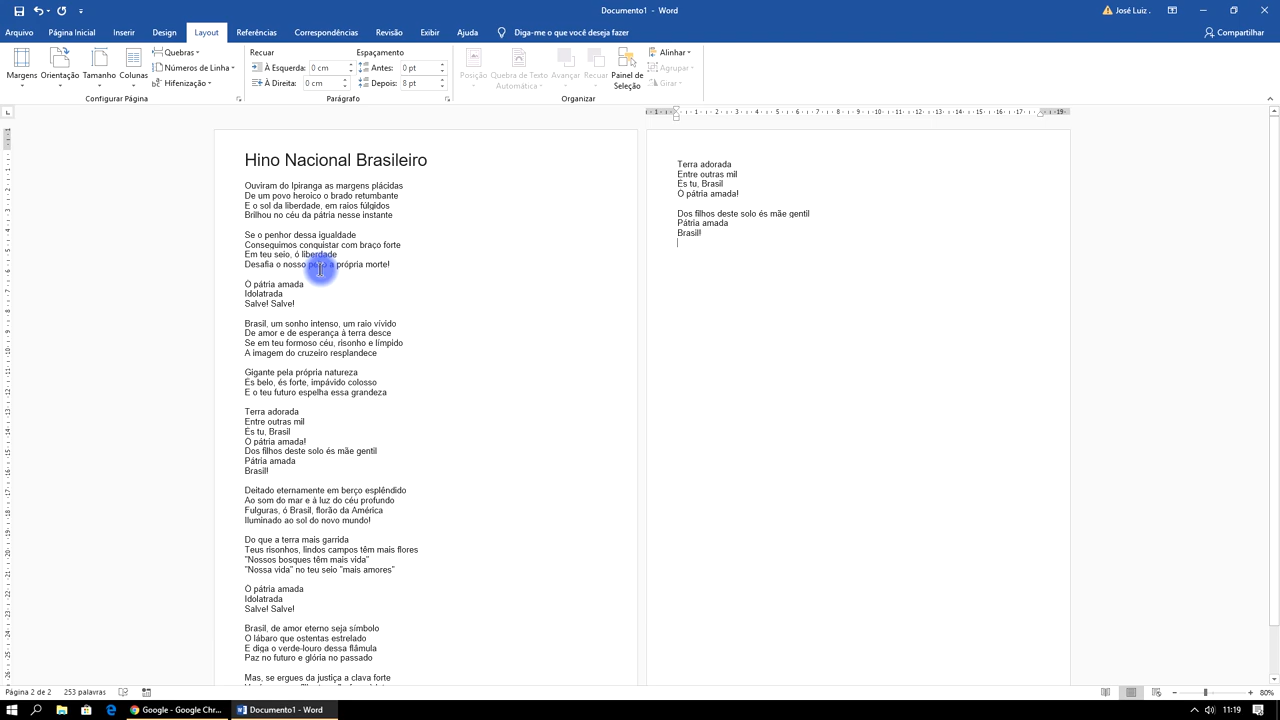 Documento1 - Word
José Luiz .
Arquivo Página Inicial Inserir Design Layout Referências Correspondências Revisão Exibir Ajuda Diga-me o que você deseja fazer Compartilhar
Margens Orientação Tamanho Colunas
Quebras
Números de Linha
Hifenização
Configurar Página
Recuar Espaçamento
À Esquerda: 0 cm Antes: 0 pt
À Direita: 0 cm Depois: 8 pt
Parágrafo
Posição Quebra de Texto Automática Avançar Recuar Painel de Seleção
Alinhar
Agrupar
Girar
Organizar
Hino Nacional Brasileiro
Ouviram do Ipiranga as margens plácidas
De um povo heroico o brado retumbante
E o sol da liberdade, em raios fúlgidos
Brilhou no céu da pátria nesse instante
Se o penhor dessa igualdade
Conseguimos conquistar com braço forte
Em teu seio, ó liberdade
Desafia o nosso peito a própria morte!
Ó pátria amada
Idolatrada
Salve! Salve!
Brasil, um sonho intenso, um raio vívido
De amor e de esperança à terra desce
Se em teu formoso céu, risonho e límpido
A imagem do cruzeiro resplandece
Gigante pela própria natureza
És belo, és forte, impávido colosso
E o teu futuro espelha essa grandeza
Terra adorada
Entre outras mil
És tu, Brasil
Ó pátria amada!
Dos filhos deste solo és mãe gentil
Pátria amada
Brasil!
Deitado eternamente em berço esplêndido
Ao som do mar e à luz do céu profundo
Fulguras, ó Brasil, florão da América
Iluminado ao sol do novo mundo!
Do que a terra mais garrida
Teus risonhos, lindos campos têm mais flores
"Nossos bosques têm mais vida"
"Nossa vida" no teu seio "mais amores"
Ó pátria amada
Idolatrada
Salve! Salve!
Brasil, de amor eterno seja símbolo
O lábaro que ostentas estrelado
E diga o verde-louro dessa flâmula
Paz no futuro e glória no passado
Mas, se ergues da justiça a clava forte
Terra adorada
Entre outras mil
És tu, Brasil
Ó pátria amada!
Dos filhos deste solo és mãe gentil
Pátria amada
Brasil!
Página 2 de 2 253 palavras 80%
Google - Google Chr... Documento1 - Word 11:19